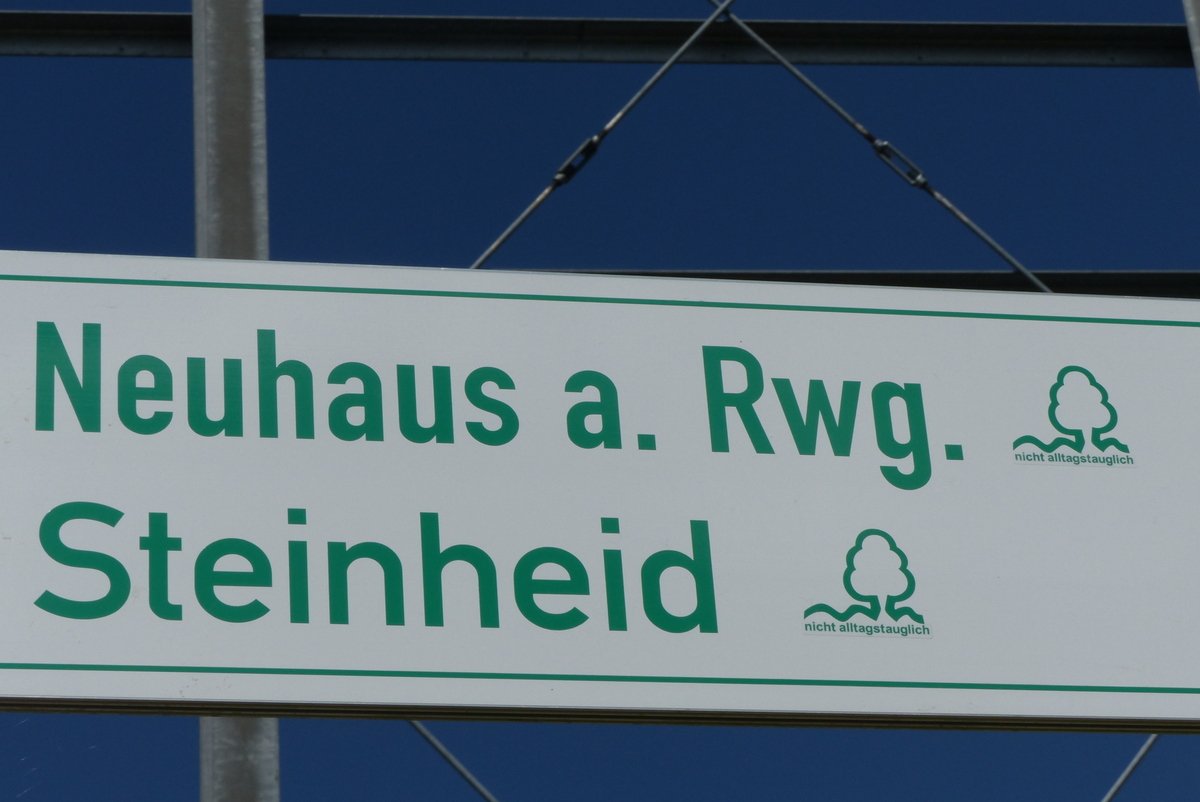 Neuhaus a. Rwg.
nicht alltagstauglich
Steinheid
nicht alltagstauglich